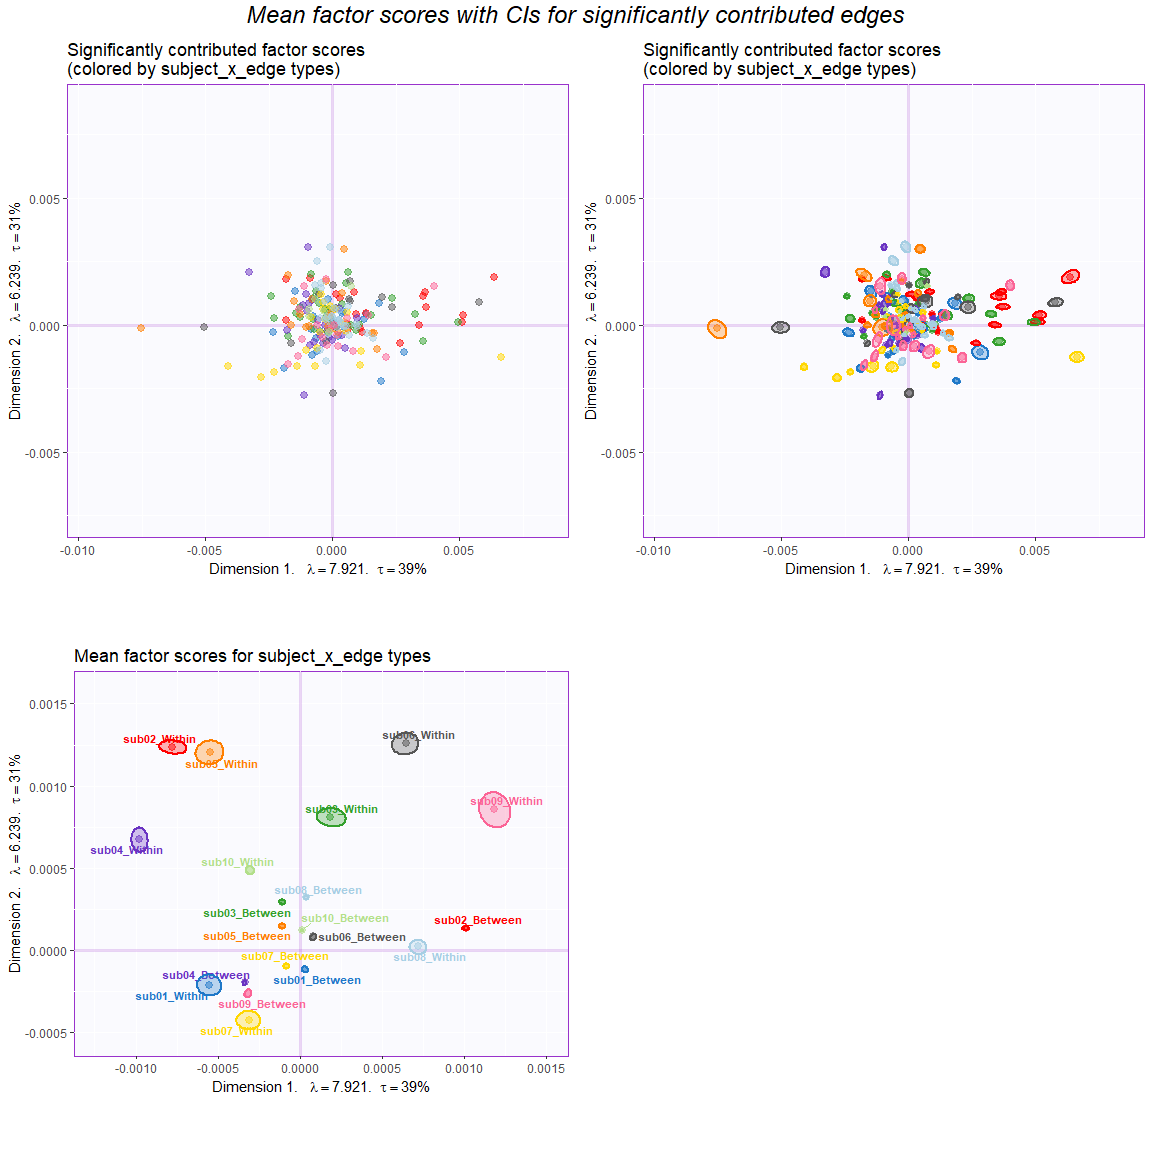 Mean factor scores with CIs for significantly contributed edges
Significantly contributed factor scores
(colored by subject_x_edge types)
0.005
0.000
-0.005
-0.010
-0.005
0.000
0.005
Dimension 1. λ = 7.921. τ = 39%
Dimension 2. λ = 6.239. τ = 31%
Significantly contributed factor scores
(colored by subject_x_edge types)
0.005
0.000
-0.005
-0.010
-0.005
0.000
0.005
Dimension 1. λ = 7.921. τ = 39%
Dimension 2. λ = 6.239. τ = 31%
Mean factor scores for subject_x_edge types
0.0015
0.0010
0.0005
0.0000
-0.0005
sub02_Within
sub05_Within
sub06_Within
sub03_Within
sub09_Within
sub04_Within
sub10_Within
sub08_Between
sub03_Between
sub10_Between
sub02_Between
sub05_Between
sub06_Between
sub07_Between
sub08_Within
sub04_Between
sub01_Between
sub01_Within
sub09_Between
sub07_Within
-0.0010
-0.0005
0.0000
0.0005
0.0010
0.0015
Dimension 1. λ = 7.921. τ = 39%
Dimension 2. λ = 6.239. τ = 31%